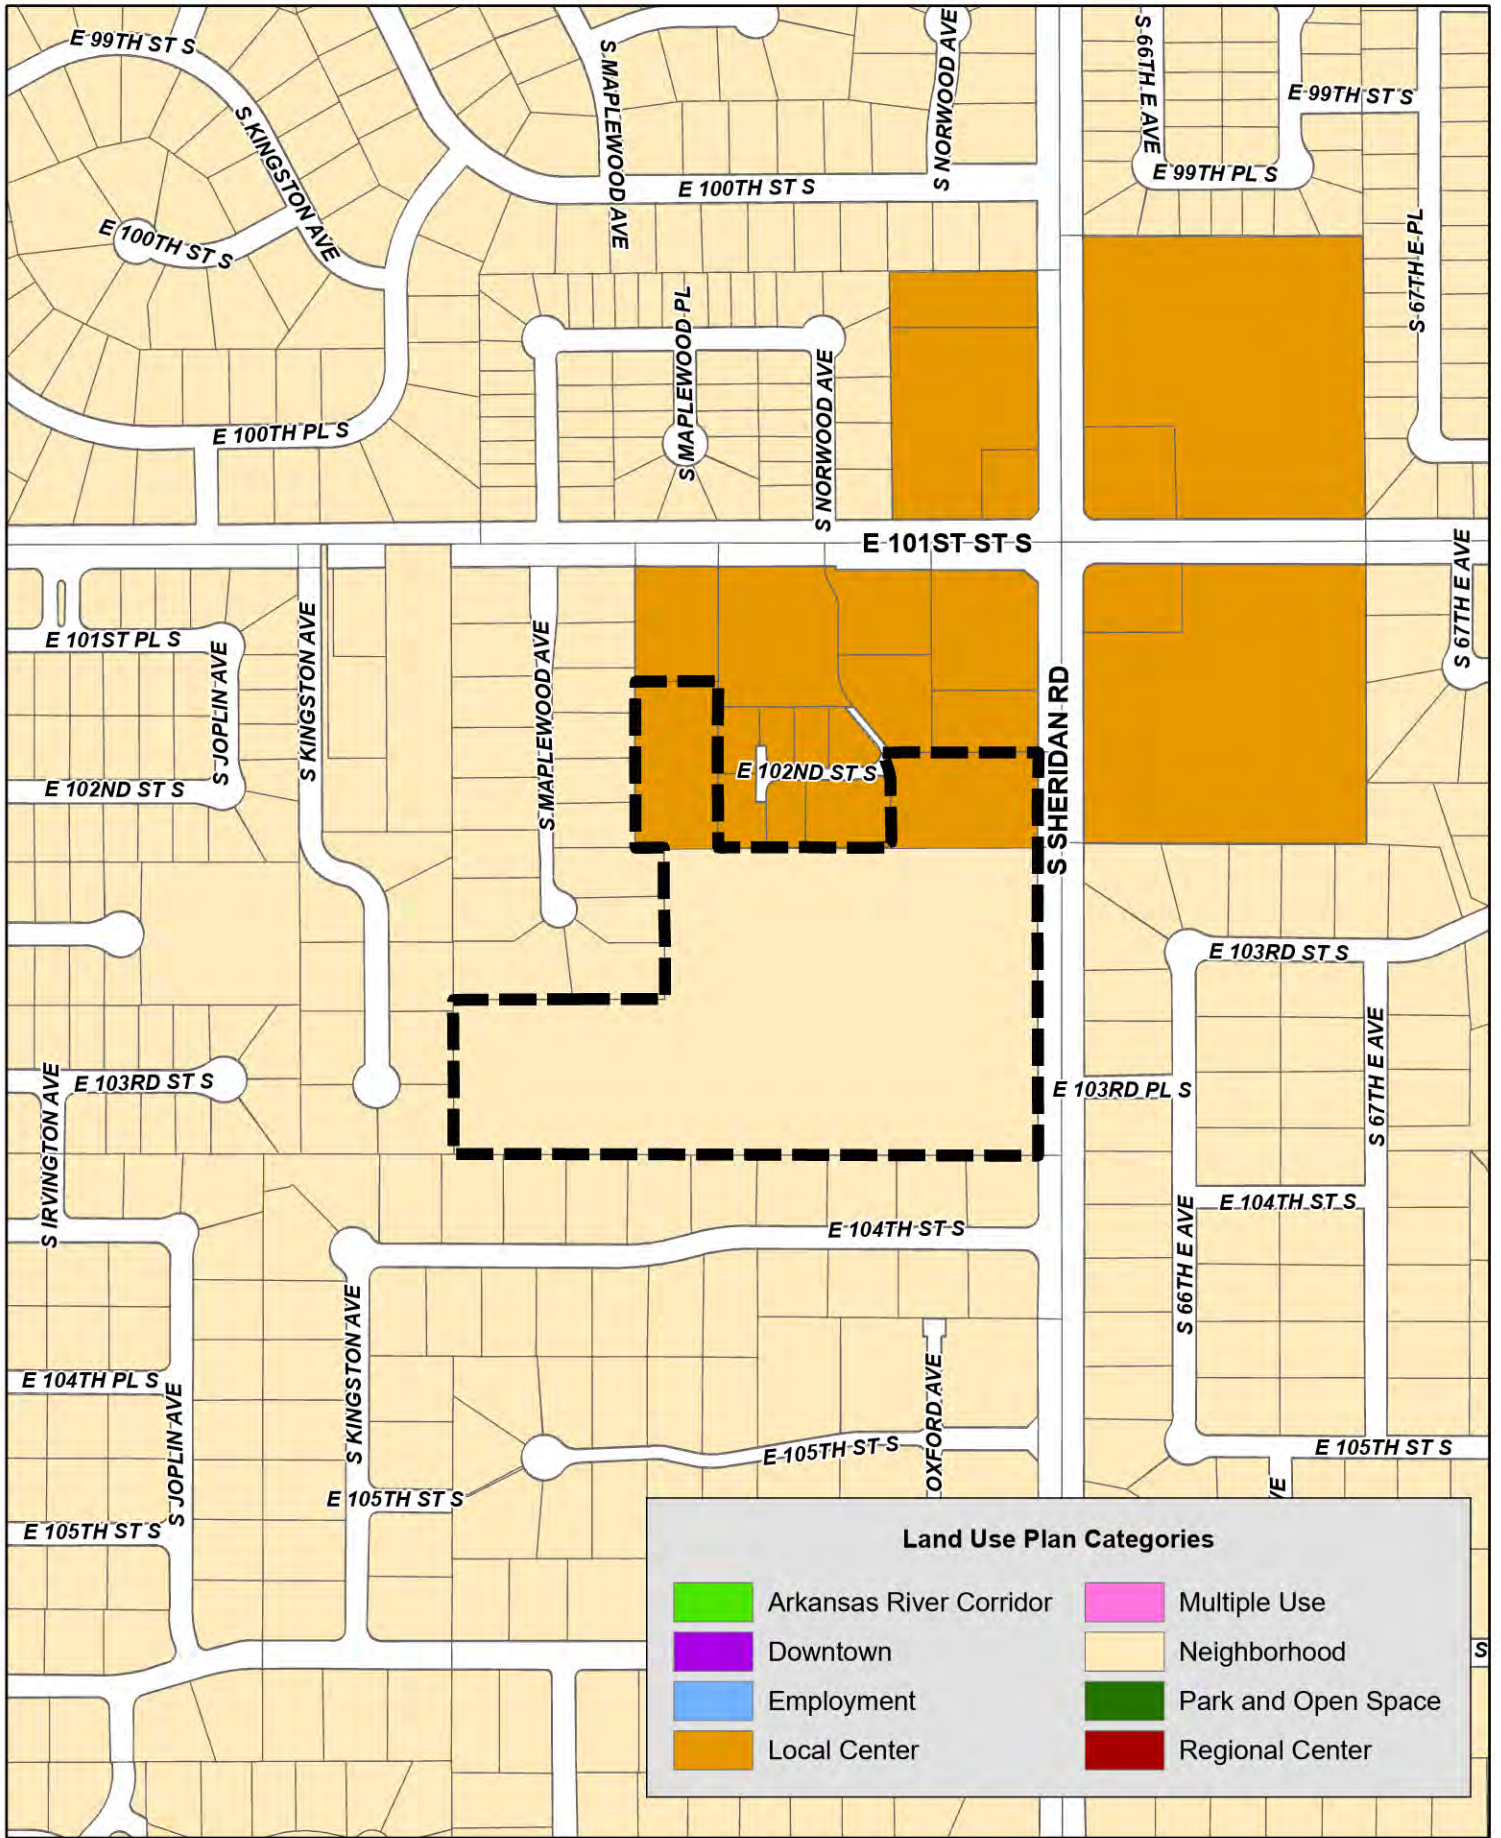 E 99TH ST S
S KINGSTON AVE
S MAPLEWOOD AVE
S NORWOOD AVE
S 66TH E AVE
E 99TH ST S
E 99TH PL S
E 100TH ST S
E 100TH ST S
S 67TH E PL
S MAPLEWOOD PL
S NORWOOD AVE
E 100TH PL S
E 101ST ST S
S 67TH E AVE
E 101ST PL S
S JOPLIN AVE
S KINGSTON AVE
S MAPLEWOOD AVE
S SHERIDAN RD
E 102ND ST S
E 102ND ST S
E 103RD ST S
E 103RD ST S
E 103RD PL S
S 67TH E AVE
S IRVINGTON AVE
E 104TH ST S
E 104TH ST S
S 66TH E AVE
S KINGSTON AVE
E 104TH PL S
S JOPLIN AVE
OXFORD AVE
E 105TH ST S
E 105TH ST S
E 105TH ST S
E 105TH ST S
VE
S
Land Use Plan Categories
Arkansas River Corridor
Downtown
Employment
Local Center
Multiple Use
Neighborhood
Park and Open Space
Regional Center